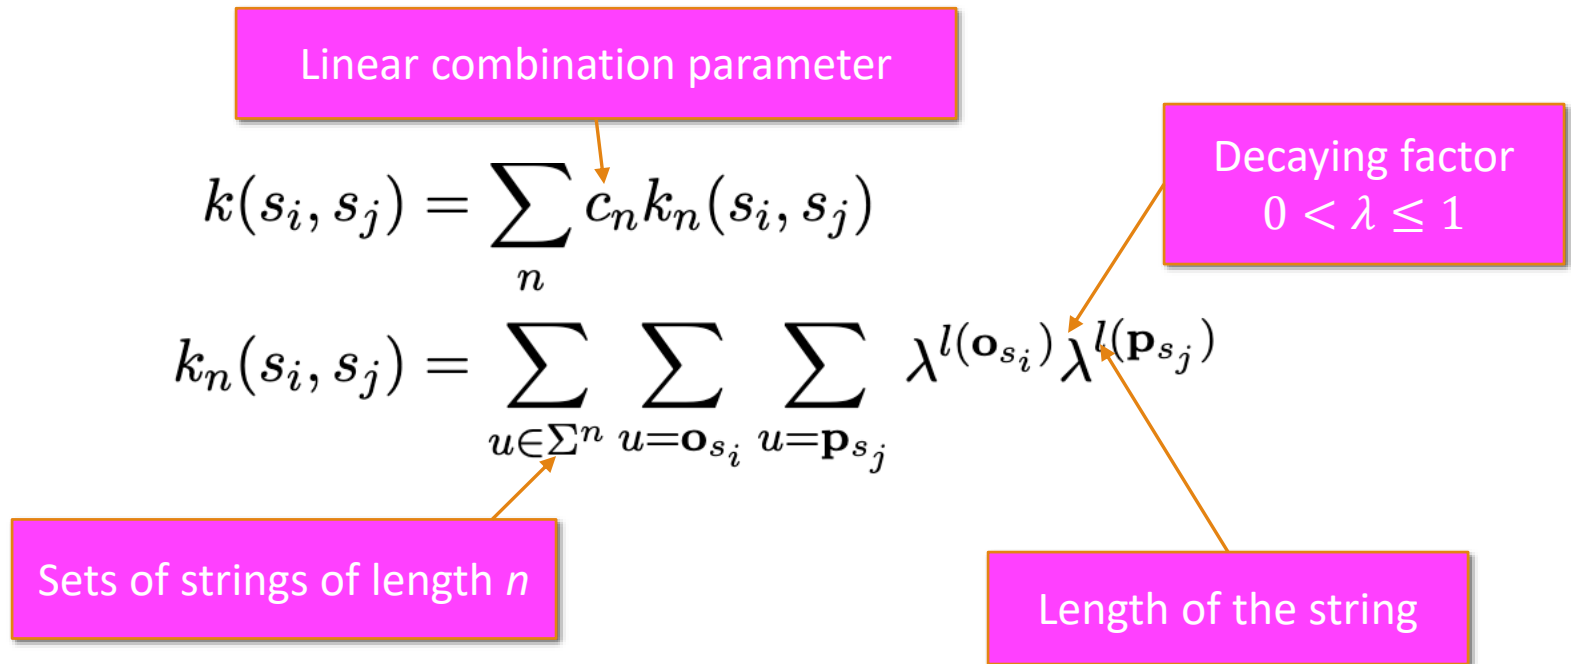 Linear combination parameter
Decaying factor
0 < λ ≤ 1
k(s_i, s_j) = ∑_n c_n k_n(s_i, s_j)
k_n(s_i, s_j) = ∑_{u∈Σ^n} ∑_{u=𝐨_{s_i}} ∑_{u=𝐩_{s_j}} λ^{l(𝐨_{s_i})} λ^{l(𝐩_{s_j})}
Sets of strings of length n
Length of the string